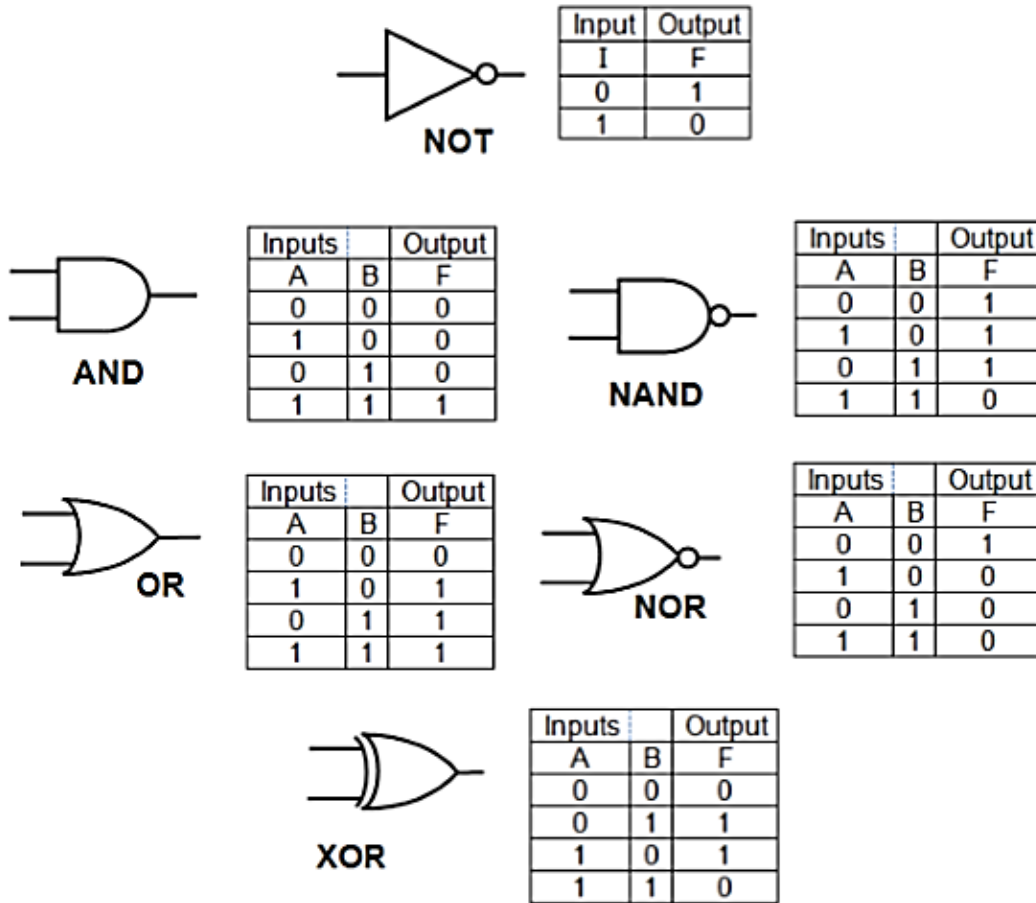 Input Output
I F
0 1
1 0
NOT
Inputs Output
A B F
0 0 0
1 0 0
0 1 0
1 1 1
AND
Inputs Output
A B F
0 0 1
1 0 1
0 1 1
1 1 0
NAND
Inputs Output
A B F
0 0 0
1 0 1
0 1 1
1 1 1
OR
Inputs Output
A B F
0 0 1
1 0 0
0 1 0
1 1 0
NOR
Inputs Output
A B F
0 0 0
0 1 1
1 0 1
1 1 0
XOR